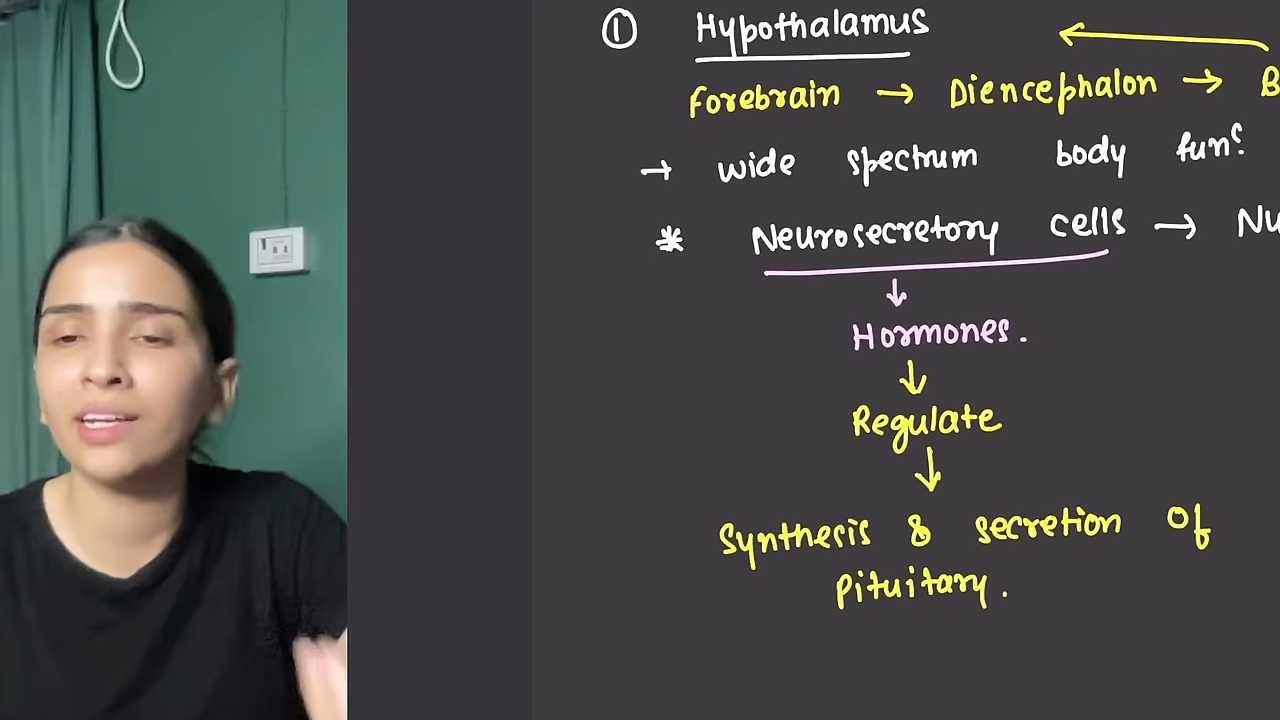 ① Hypothalamus
Forebrain → Diencephalon →
→ wide spectrum body funᶜ.
* Neurosecretory cells →
↓
Hormones.
↓
Regulate
↓
Synthesis & secretion of
Pituitary.